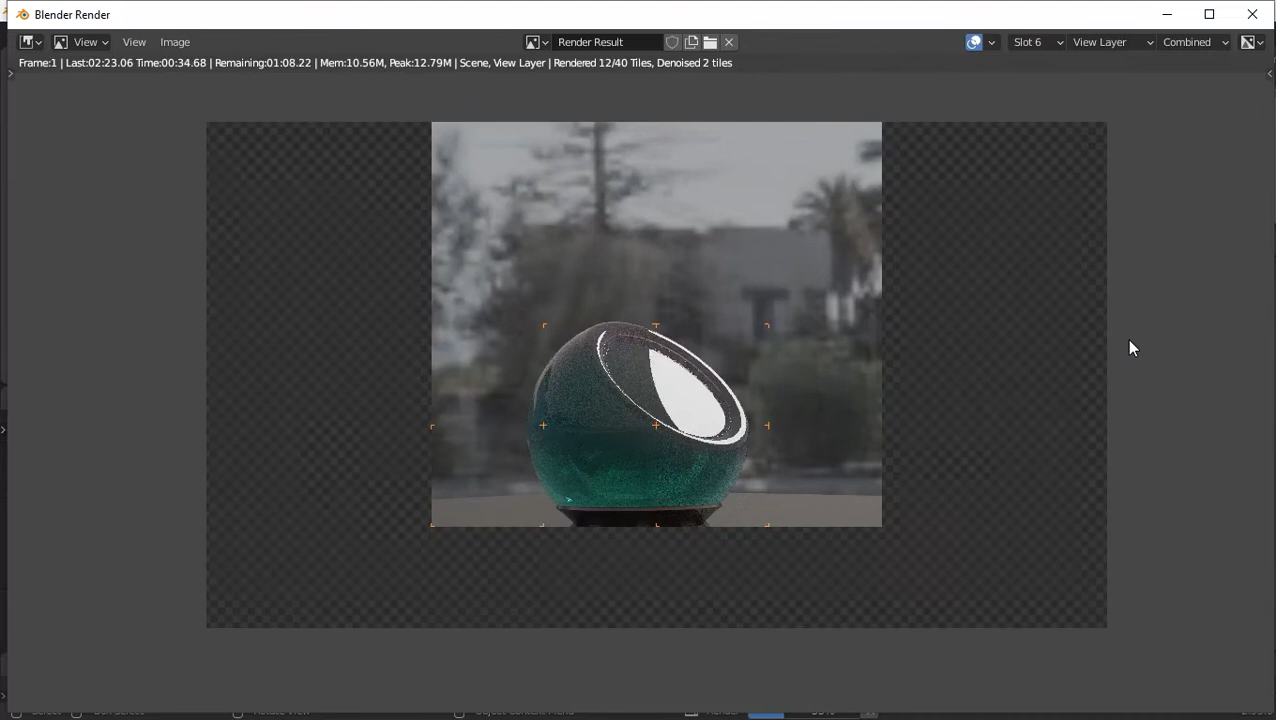 Blender Render
View View Image Render Result Slot 6 View Layer Combined
Frame:1 | Last:02:23.06 Time:00:34.68 | Remaining:01:08.22 | Mem:10.56M, Peak:12.79M | Scene, View Layer | Rendered 12/40 Tiles, Denoised 2 tiles